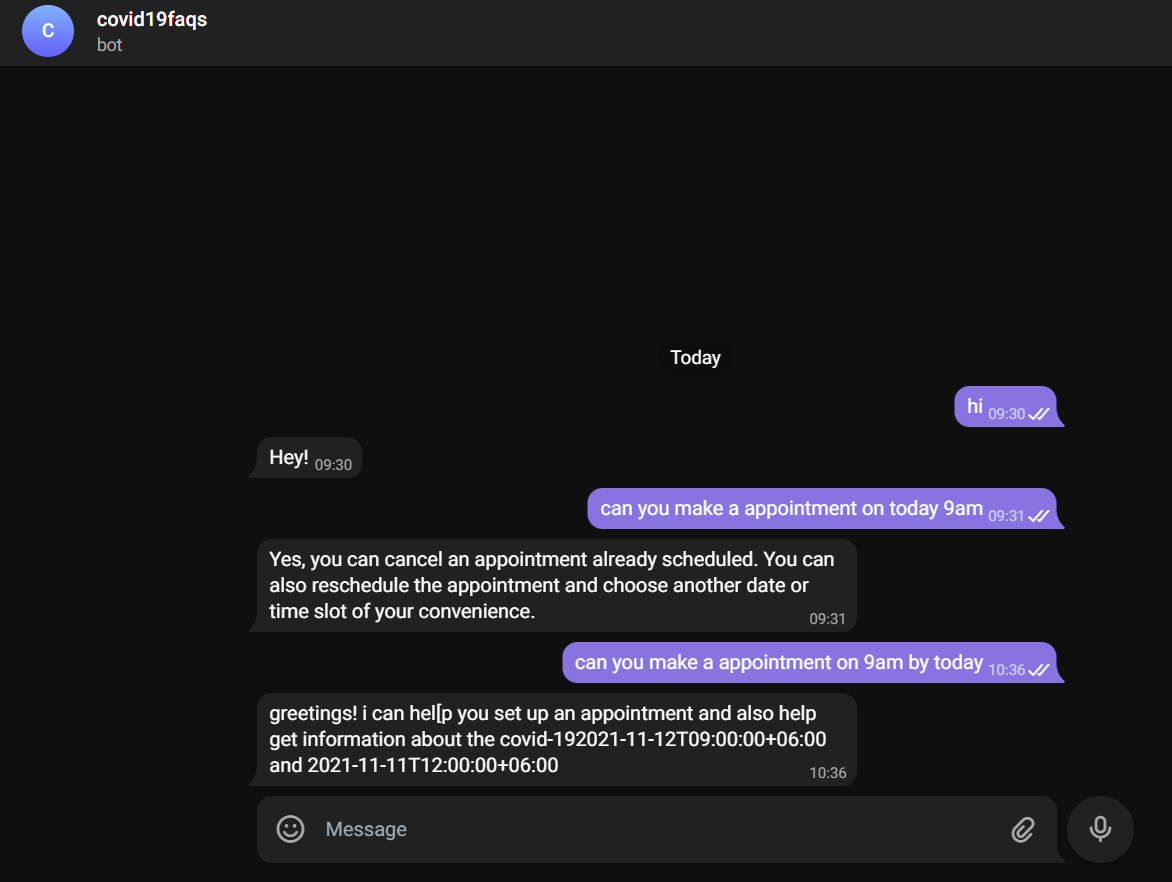 C
covid19faqs
bot
Today
hi 09:30
Hey! 09:30
can you make a appointment on today 9am 09:31
Yes, you can cancel an appointment already scheduled. You can
also reschedule the appointment and choose another date or
time slot of your convenience.
09:31
can you make a appointment on 9am by today 10:36
greetings! i can hel[p you set up an appointment and also help
get information about the covid-192021-11-12T09:00:00+06:00
and 2021-11-11T12:00:00+06:00
10:36
Message